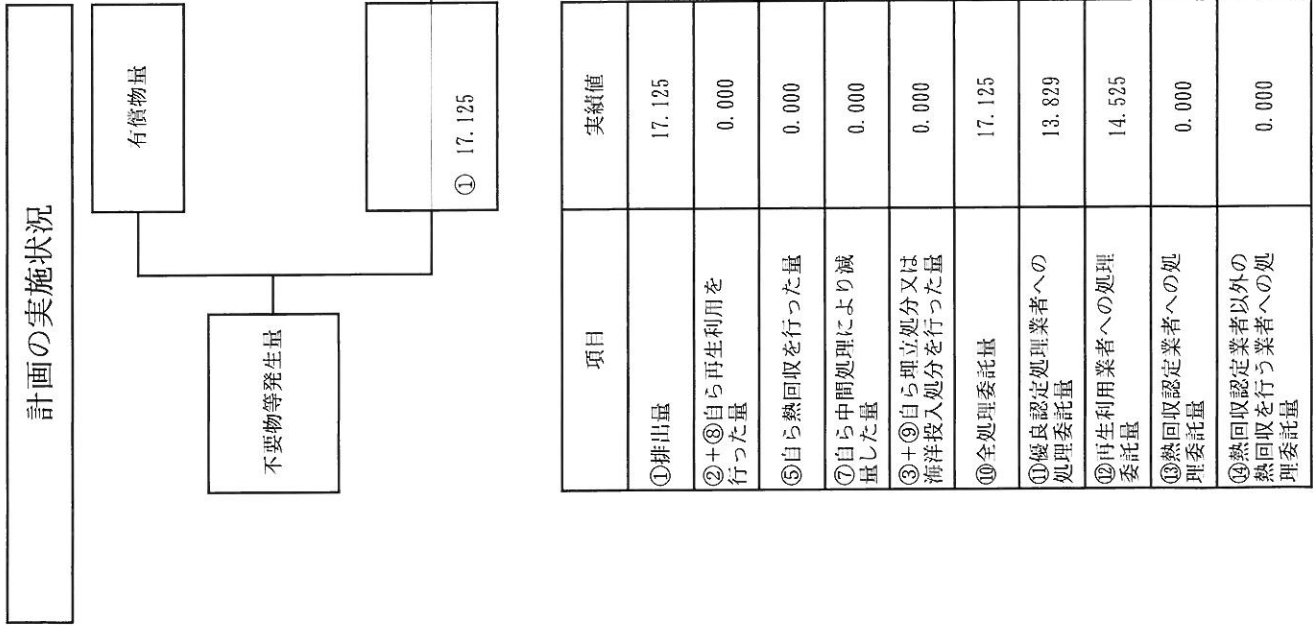 計画の実施状況
不要物等発生量
有償物量
① 17.125
項目
実績値
①排出量
17.125
②+⑧自ら再生利用を
行った量
0.000
⑤自ら熱回収を行った量
0.000
⑦自ら中間処理により減
量した量
0.000
③+⑨自ら埋立処分又は
海洋投入処分を行った量
0.000
⑩全処理委託量
17.125
⑪優良認定処理業者への
処理委託量
13.829
⑫再生利用業者への処理
委託量
14.525
⑬熱回収認定業者への処
理委託量
0.000
⑭熱回収認定業者以外の
熱回収を行う業者への処
理委託量
0.000